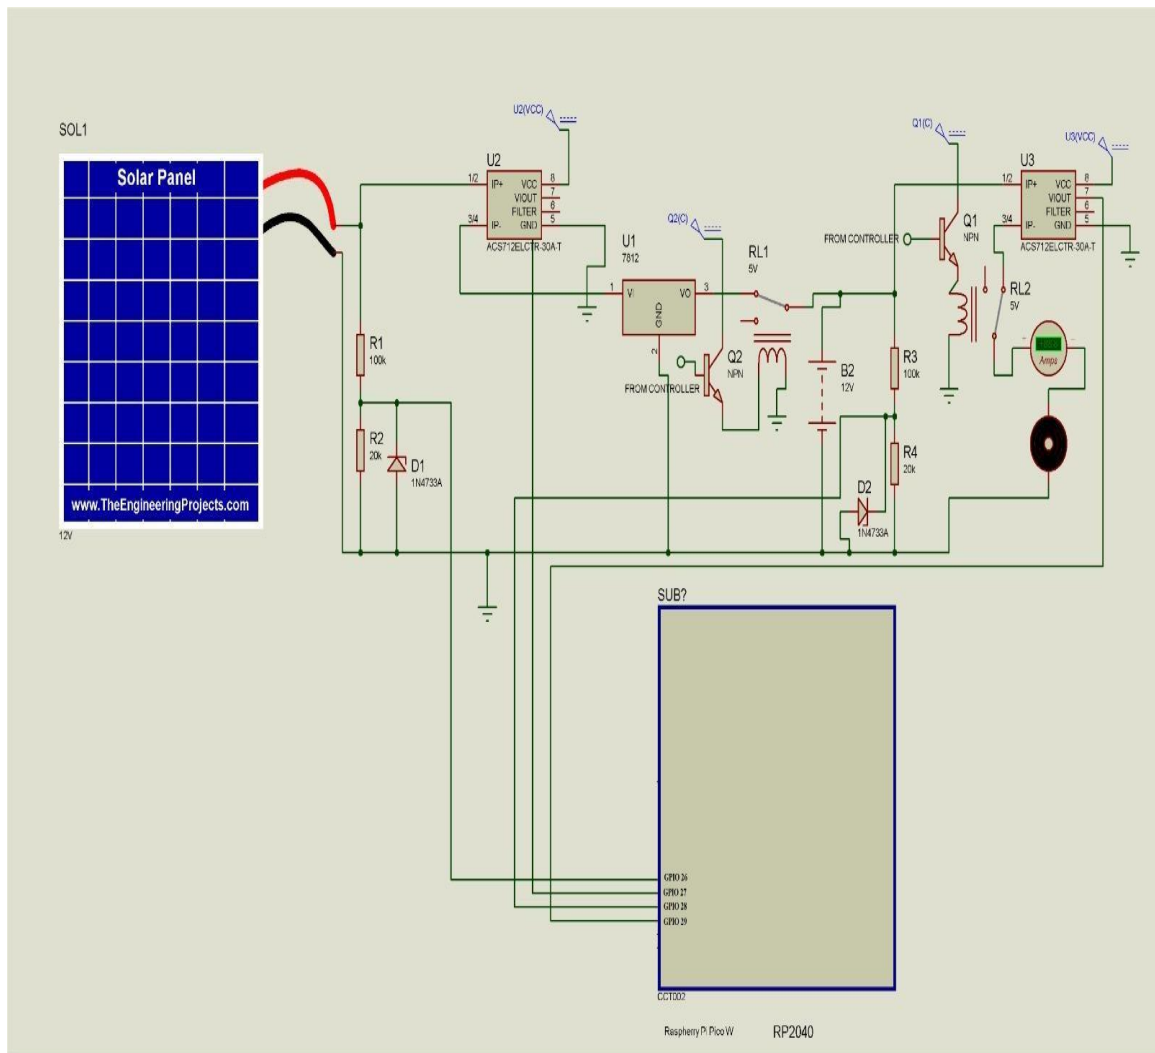 SOL1
Solar Panel
www.TheEngineeringProjects.com
12V
U2(VCC)
U2
1/2
IP+
VCC
8
VIOUT
7
FILTER
6
3/4
IP-
GND
5
ACS712ELCTR-30A-T
U1
7812
1
VI
VO
3
GND
2
Q2(C)
RL1
5V
Q2
NPN
FROM CONTROLLER
B2
12V
Q1(C)
Q1
NPN
FROM CONTROLLER
U3(VCC)
U3
1/2
IP+
VCC
8
VIOUT
7
FILTER
6
3/4
IP-
GND
5
ACS712ELCTR-30A-T
RL2
5V
Amps
R1
100k
R2
20k
D1
1N4733A
R3
100k
R4
20k
D2
1N4733A
SUB?
GPIO 26
GPIO 27
GPIO 28
GPIO 29
CCT002
Raspherry Pi Pico W
RP2040